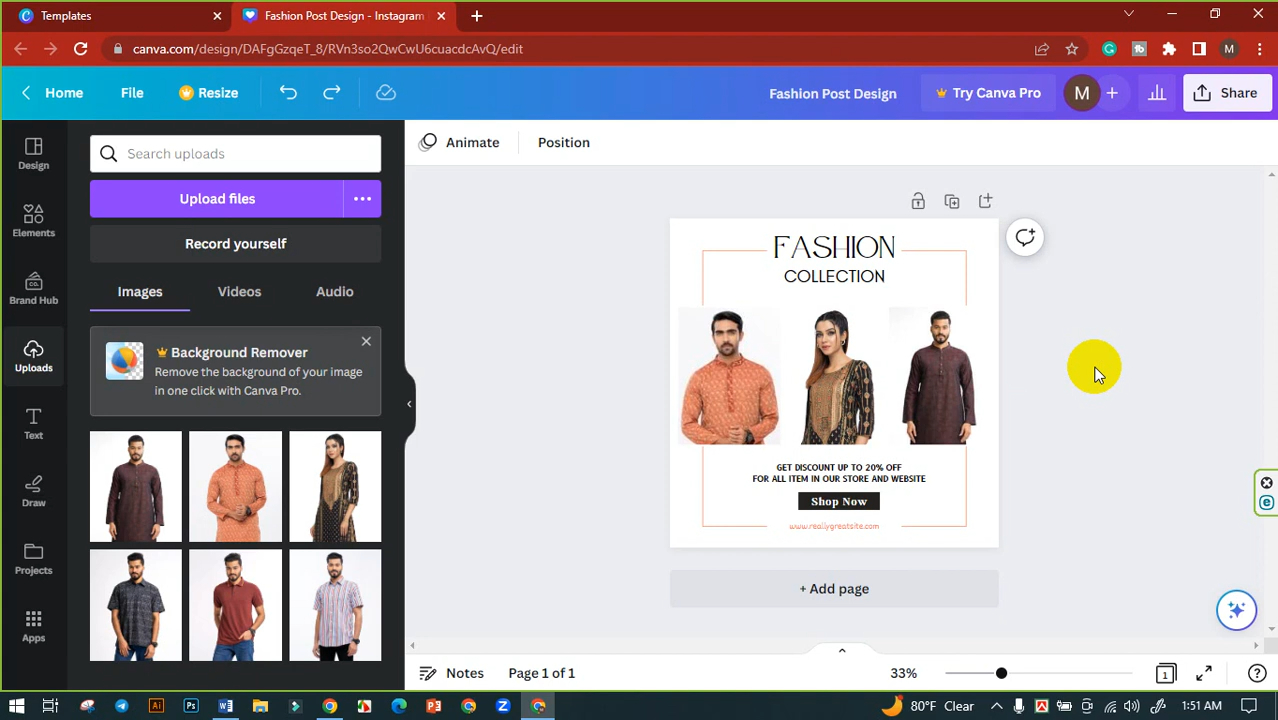 Templates
Fashion Post Design - Instagram
canva.com/design/DAFgGzqeT_8/RVn3so2QwCwU6cuacdcAvQ/edit
M
Home
File
Resize
Fashion Post Design
Try Canva Pro
M
Share
Design
Elements
Brand Hub
Uploads
Text
Draw
Projects
Apps
Search uploads
Upload files
Record yourself
Images
Videos
Audio
Background Remover
Remove the background of your image
in one click with Canva Pro.
Animate
Position
FASHION
COLLECTION
GET DISCOUNT UP TO 20% OFF
FOR ALL ITEM IN OUR STORE AND WEBSITE
Shop Now
www.reallygreatsite.com
+ Add page
Notes
Page 1 of 1
33%
1
80°F Clear
1:51 AM